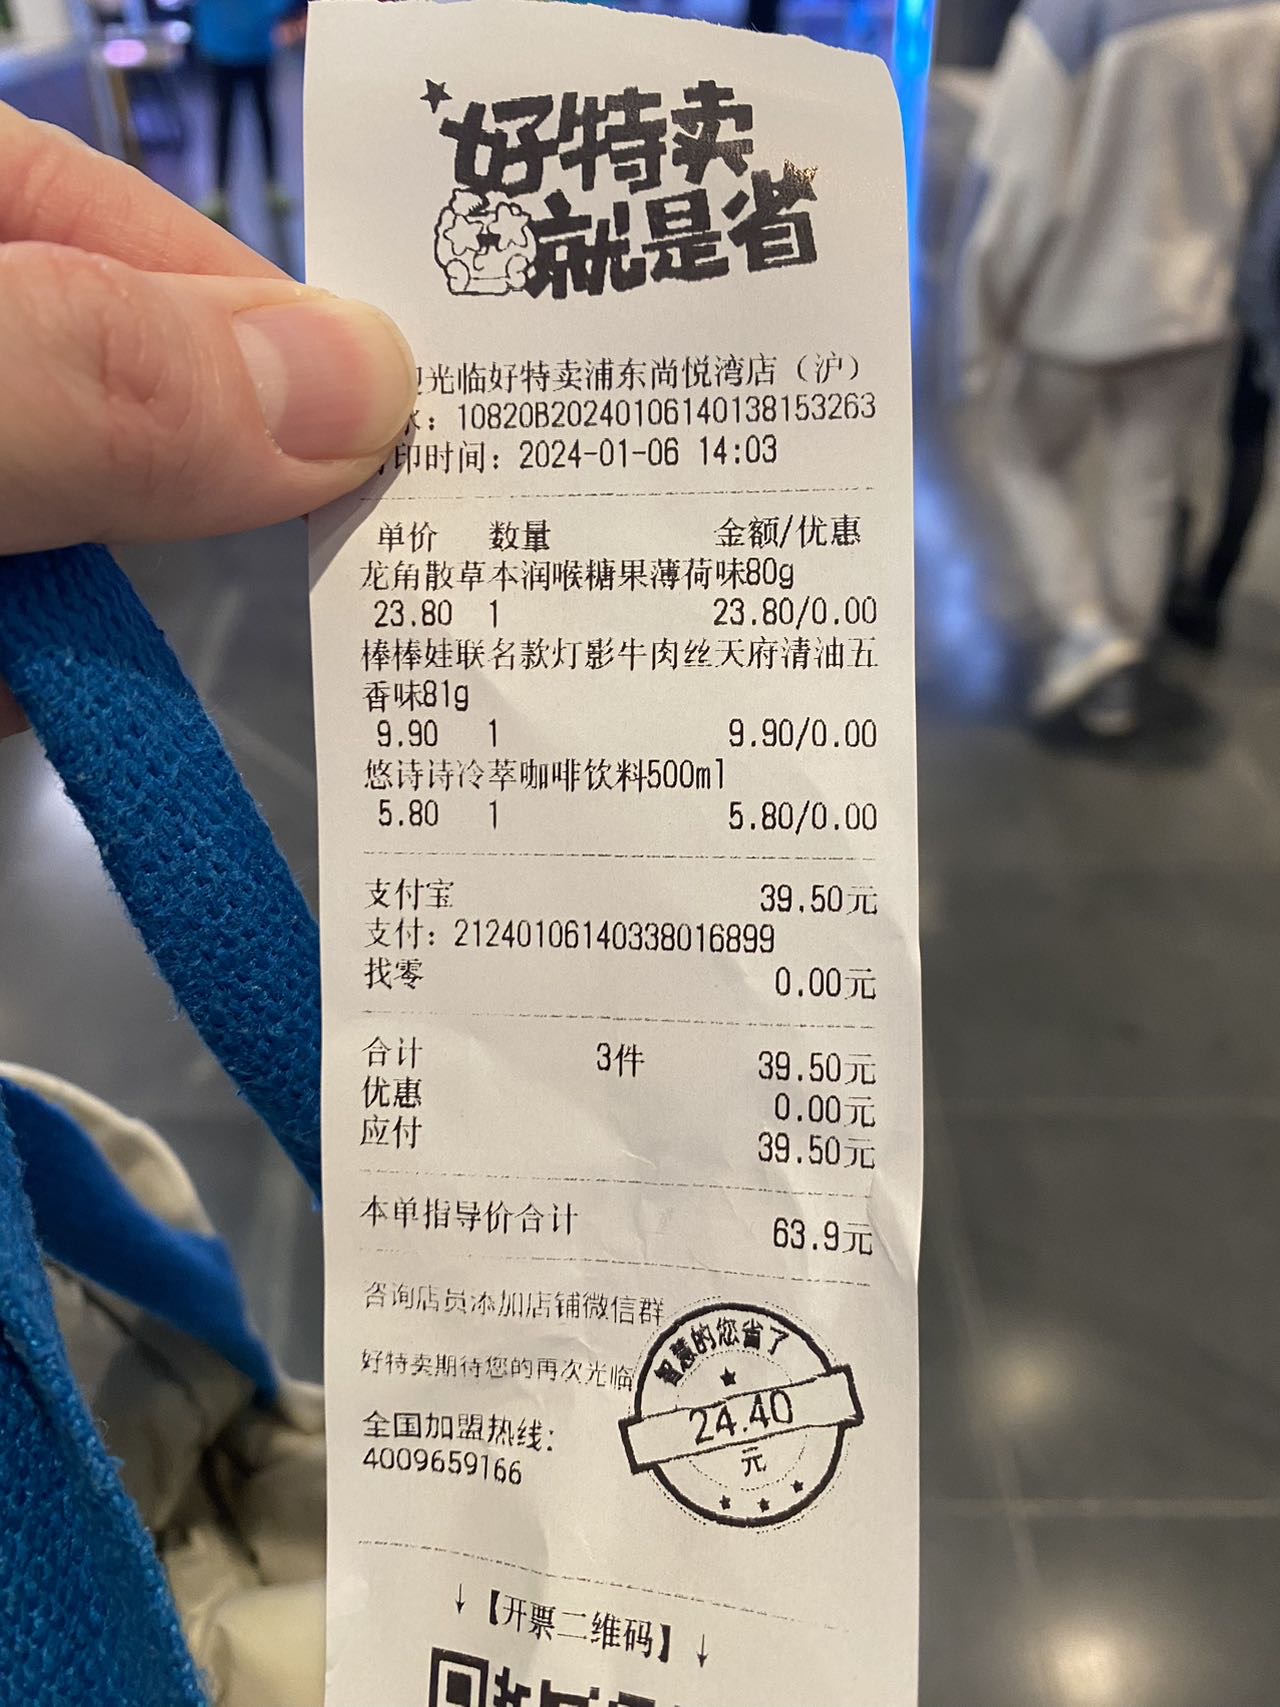 好特卖
就是省
光临好特卖浦东尚悦湾店（沪）
：10820B20240106140138153263
印时间：2024-01-06 14:03
单价 数量 金额/优惠
龙角散草本润喉糖果薄荷味80g
23.80 1 23.80/0.00
棒棒娃联名款灯影牛肉丝天府清油五
香味81g
9.90 1 9.90/0.00
悠诗诗冷萃咖啡饮料500ml
5.80 1 5.80/0.00
支付宝 39.50元
支付：21240106140338016899
找零 0.00元
合计 3件 39.50元
优惠 0.00元
应付 39.50元
本单指导价合计 63.9元
咨询店员添加店铺微信群
好特卖期待您的再次光临
全国加盟热线：
4009659166
智慧的您省了
24.40
元
↓【开票二维码】↓